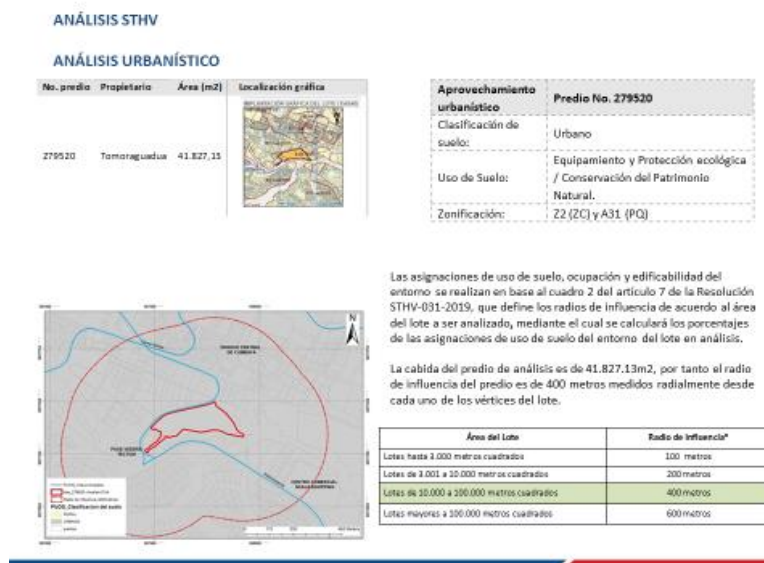 ANÁLISIS STHV
ANÁLISIS URBANÍSTICO
No. predio Propietario Área (m2) Localización gráfica
279520 Tomoraguadua 41.827,15
Aprovechamiento urbanístico Predio No. 279520
Clasificación de suelo: Urbano
Uso de Suelo: Equipamiento y Protección ecológica
/ Conservación del Patrimonio
Natural.
Zonificación: Z2 (ZC) y A31 (PQ)
Las asignaciones de uso de suelo, ocupación y edificabilidad del
entorno se realizan en base al cuadro 2 del artículo 7 de la Resolución
STHV-031-2019, que define los radios de influencia de acuerdo al área
del lote a ser analizado, mediante el cual se calculará los porcentajes
de las asignaciones de uso de suelo del entorno del lote en análisis.
La cabida del predio de análisis es de 41.827.13m2, por tanto el radio
de influencia del predio es de 400 metros medidos radialmente desde
cada uno de los vértices del lote.
N
Área del Lote Radio de Influencia*
Lotes hasta 3.000 metros cuadrados 100 metros
Lotes de 3.001 a 10.000 metros cuadrados 200 metros
Lotes de 10.000 a 100.000 metros cuadrados 400 metros
Lotes mayores a 100.000 metros cuadrados 600 metros